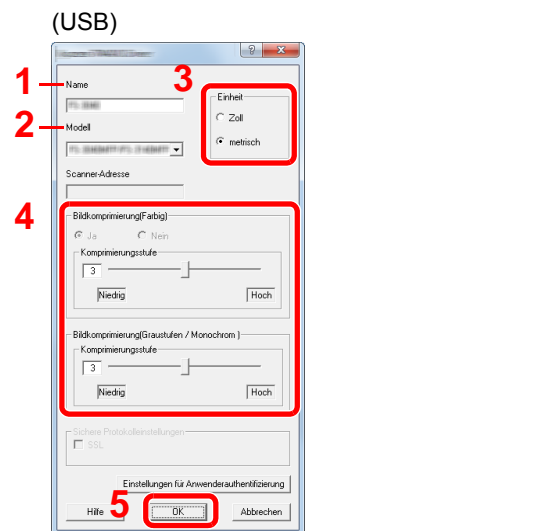 (USB)
1
Name
3
Einheit
Zoll
metrisch
2
Modell
Scanner-Adresse
4
Bildkomprimierung(Farbig)
Ja Nein
Komprimierungsstufe
3
Niedrig Hoch
Bildkomprimierung(Graustufen / Monochrom )
Komprimierungsstufe
3
Niedrig Hoch
Sichere Protokolleinstellungen
SSL
Einstellungen für Anwenderauthentifizierung
5
Hilfe OK Abbrechen